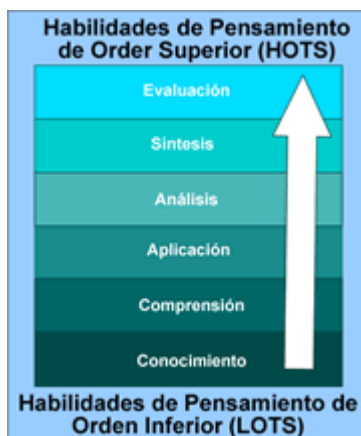 Habilidades de Pensamiento
de Order Superior (HOTS)
Evaluación
Sintesis
Análisis
Aplicación
Comprensión
Conocimiento
Habilidades de Pensamiento de
Orden Inferior (LOTS)